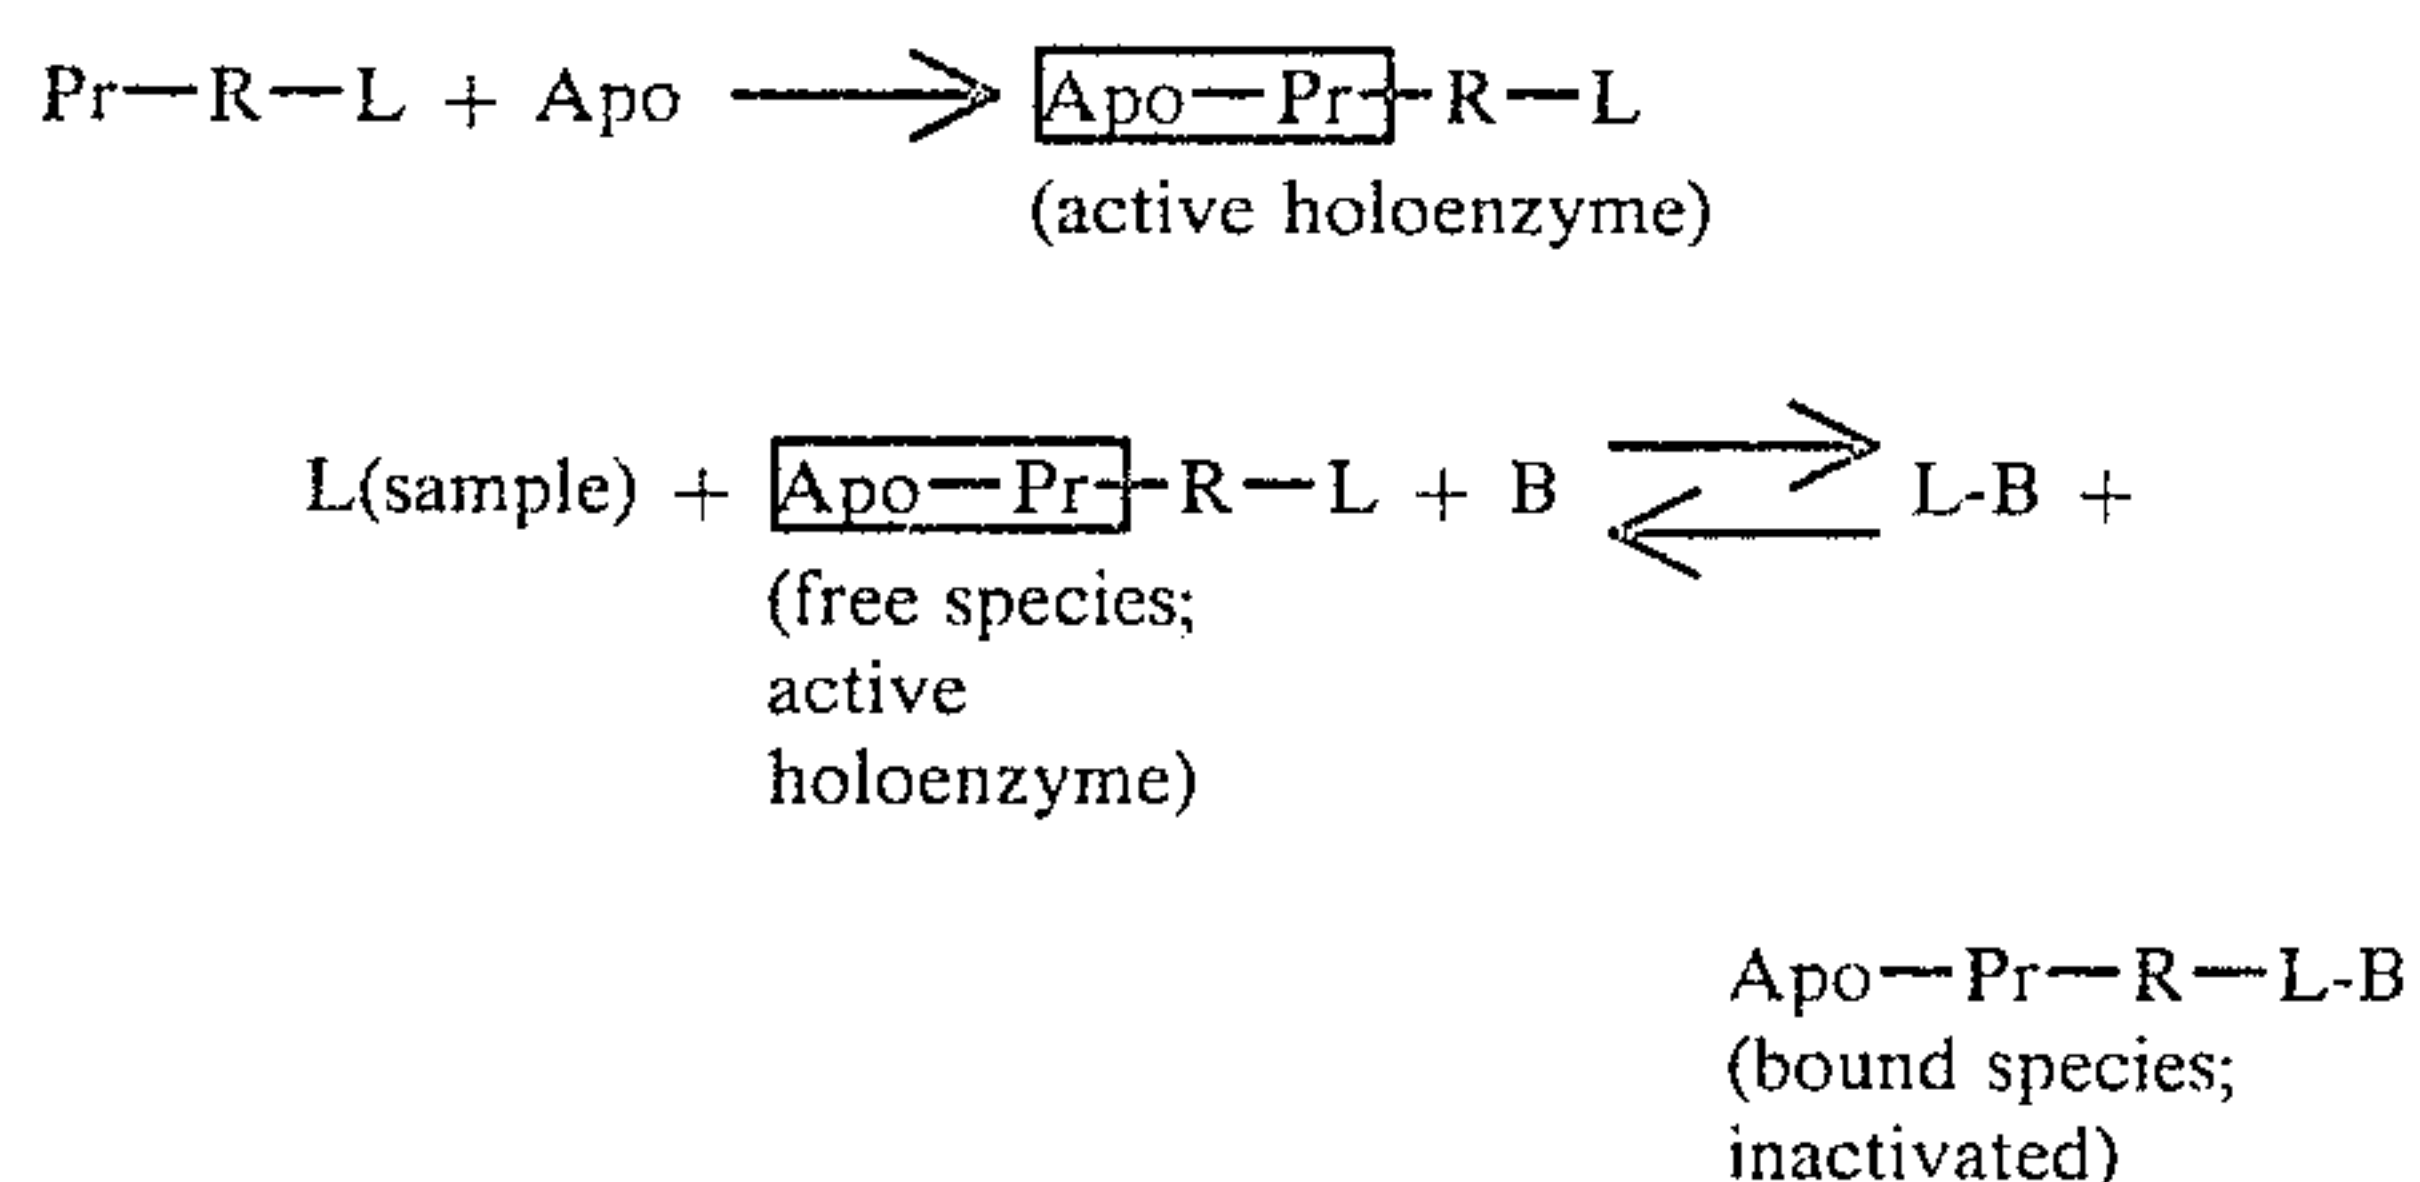 Pr—R—L + Apo ⟶ Apo—Pr—R—L
(active holoenzyme)
L(sample) + Apo—Pr—R—L + B ⇄ L-B +
(free species;
active
holoenzyme)
Apo—Pr—R—L-B
(bound species;
inactivated)